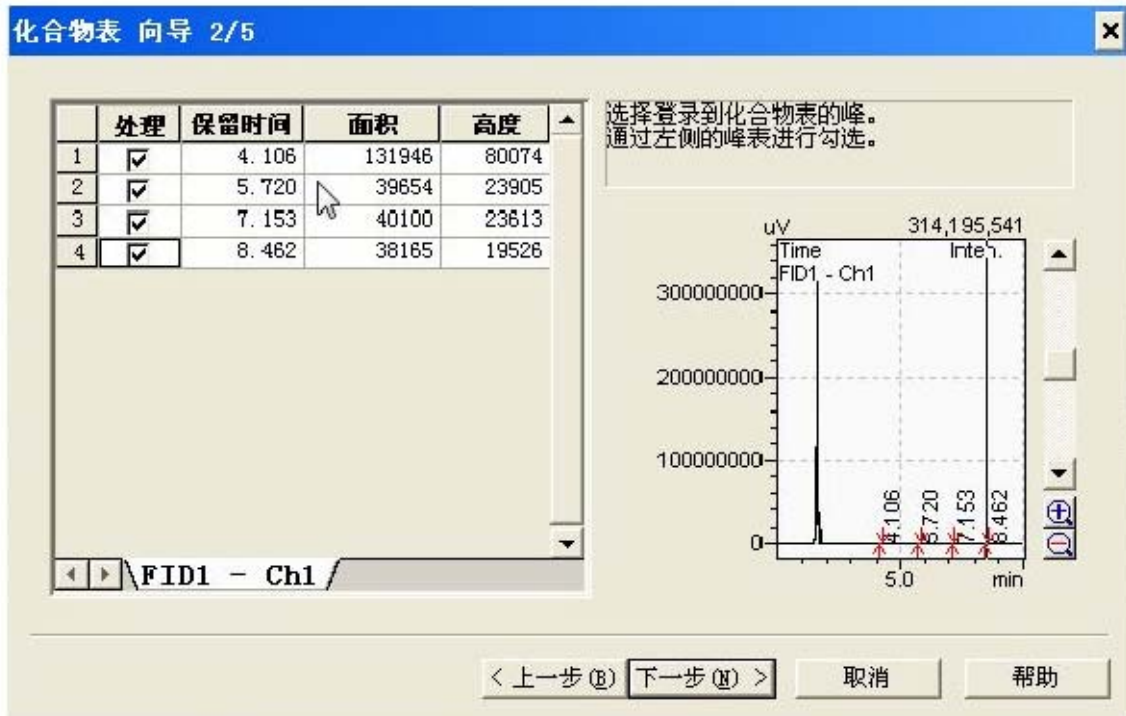 化合物表 向导 2/5
处理 保留时间 面积 高度
1 4.106 131946 80074
2 5.720 39654 23905
3 7.153 40100 23613
4 8.462 38165 19526
FID1 - Ch1
选择登录到化合物表的峰。
通过左侧的峰表进行勾选。
uV 314,195,541
Time Inten.
FID1 - Ch1
300000000
200000000
100000000
0
4.106 5.720 7.153 8.462
5.0 min
< 上一步(B) 下一步(N) > 取消 帮助